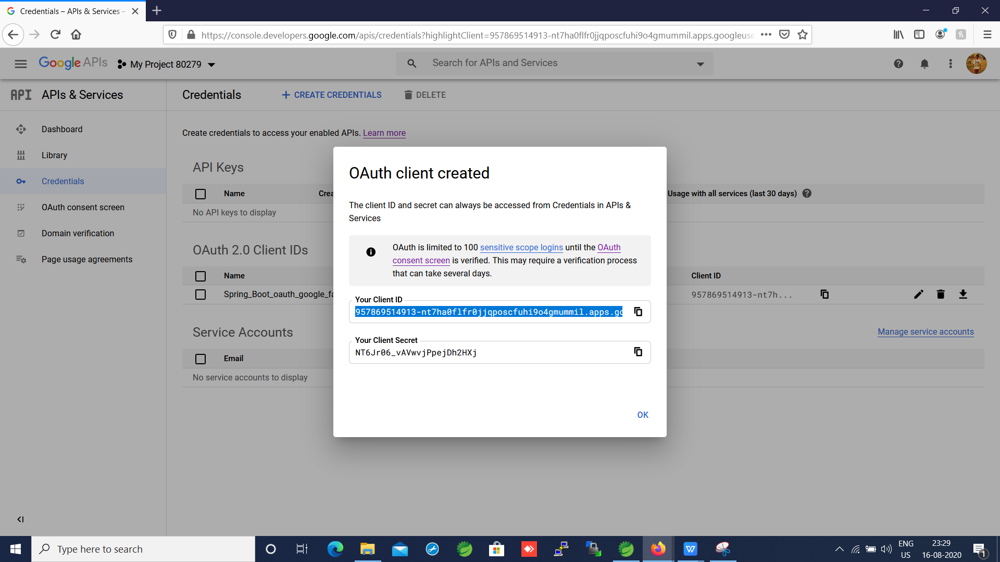 Credentials – APIs & Services –
https://console.developers.google.com/apis/credentials?highlightClient=957869514913-nt7ha0flfr0jjqposcfuhi9o4gmummil.apps.googleuse
Google APIs
My Project 80279
Search for APIs and Services
API APIs & Services
Credentials
CREATE CREDENTIALS
DELETE
Dashboard
Library
Credentials
OAuth consent screen
Domain verification
Page usage agreements
Create credentials to access your enabled APIs. Learn more
API Keys
Name
Crea
Usage with all services (last 30 days)
No API keys to display
OAuth 2.0 Client IDs
Name
Client ID
Spring_Boot_oauth_google_fa
957869514913-nt7h...
Service Accounts
Manage service accounts
Email
No service accounts to display
OAuth client created
The client ID and secret can always be accessed from Credentials in APIs &
Services
OAuth is limited to 100 sensitive scope logins until the OAuth
consent screen is verified. This may require a verification process
that can take several days.
Your Client ID
957869514913-nt7ha0flfr0jjqposcfuhi9o4gmummil.apps.go
Your Client Secret
NT6Jr06_vAVwvjPpejDh2HXj
OK
Type here to search
ENG
US
23:29
16-08-2020
1